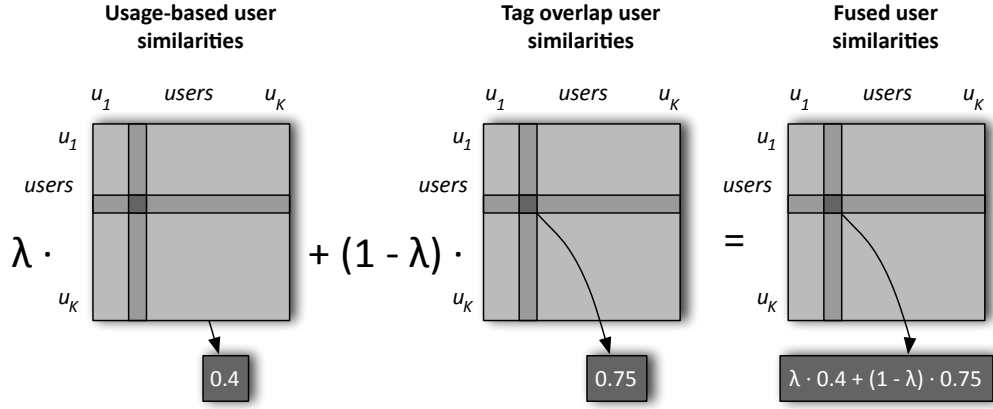 Usage-based user
similarities
Tag overlap user
similarities
Fused user
similarities
u1 users uK
u1 users uK
u1 users uK
u1
users
uK
u1
users
uK
u1
users
uK
λ ·
+ (1 - λ) ·
=
0.4
0.75
λ · 0.4 + (1 - λ) · 0.75